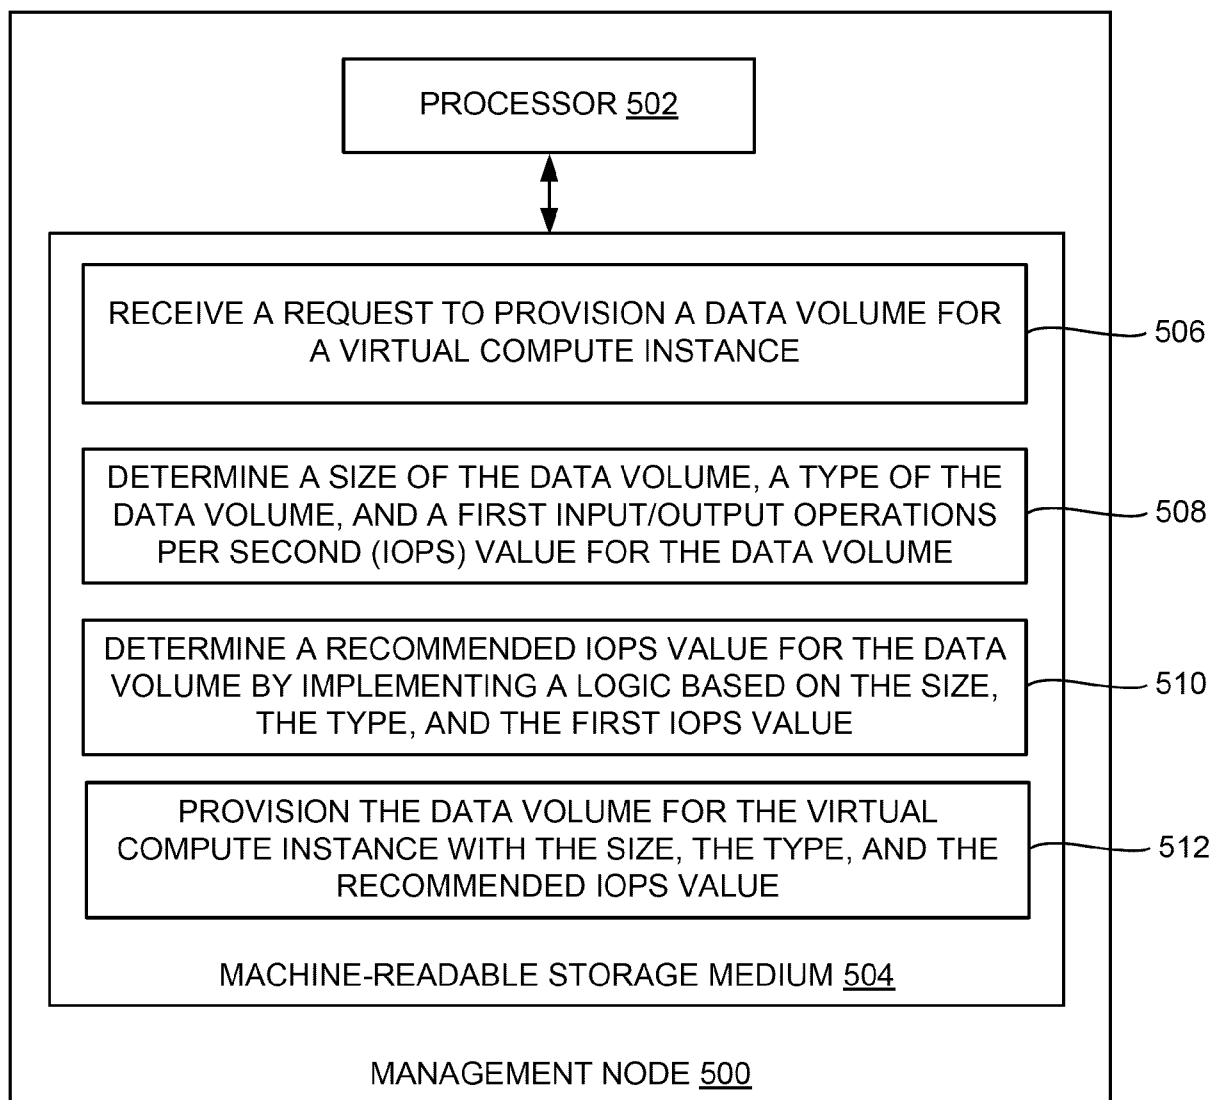 PROCESSOR 502
RECEIVE A REQUEST TO PROVISION A DATA VOLUME FOR
A VIRTUAL COMPUTE INSTANCE
506
DETERMINE A SIZE OF THE DATA VOLUME, A TYPE OF THE
DATA VOLUME, AND A FIRST INPUT/OUTPUT OPERATIONS
PER SECOND (IOPS) VALUE FOR THE DATA VOLUME
508
DETERMINE A RECOMMENDED IOPS VALUE FOR THE DATA
VOLUME BY IMPLEMENTING A LOGIC BASED ON THE SIZE,
THE TYPE, AND THE FIRST IOPS VALUE
510
PROVISION THE DATA VOLUME FOR THE VIRTUAL
COMPUTE INSTANCE WITH THE SIZE, THE TYPE, AND THE
RECOMMENDED IOPS VALUE
512
MACHINE-READABLE STORAGE MEDIUM 504
MANAGEMENT NODE 500